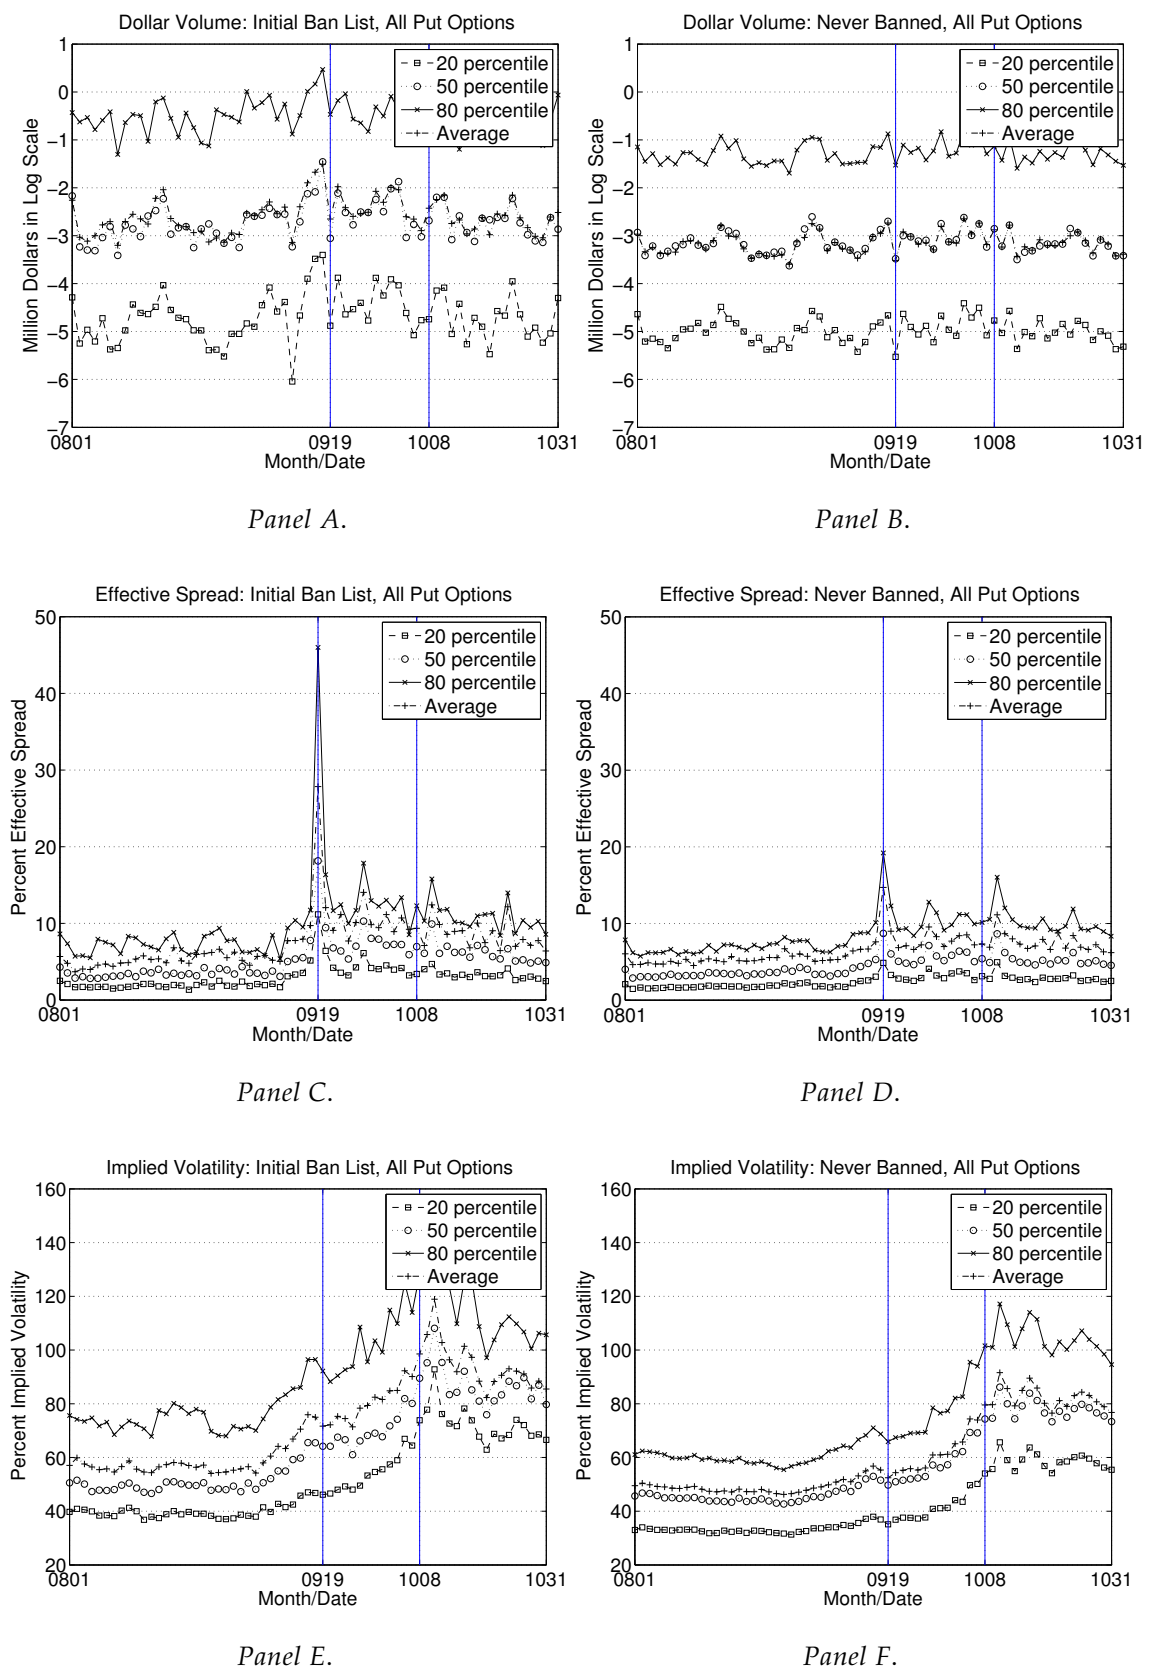 Dollar Volume: Initial Ban List, All Put Options
1
0
−1
−2
−3
−4
−5
−6
−7
Million Dollars in Log Scale
20 percentile
50 percentile
80 percentile
Average
0801
0919
1008
1031
Month/Date
Panel A.
Dollar Volume: Never Banned, All Put Options
1
0
−1
−2
−3
−4
−5
−6
−7
Million Dollars in Log Scale
20 percentile
50 percentile
80 percentile
Average
0801
0919
1008
1031
Month/Date
Panel B.
Effective Spread: Initial Ban List, All Put Options
50
40
30
20
10
0
Percent Effective Spread
20 percentile
50 percentile
80 percentile
Average
0801
0919
1008
1031
Month/Date
Panel C.
Effective Spread: Never Banned, All Put Options
50
40
30
20
10
0
Percent Effective Spread
20 percentile
50 percentile
80 percentile
Average
0801
0919
1008
1031
Month/Date
Panel D.
Implied Volatility: Initial Ban List, All Put Options
160
140
120
100
80
60
40
20
Percent Implied Volatility
20 percentile
50 percentile
80 percentile
Average
0801
0919
1008
1031
Month/Date
Panel E.
Implied Volatility: Never Banned, All Put Options
160
140
120
100
80
60
40
20
Percent Implied Volatility
20 percentile
50 percentile
80 percentile
Average
0801
0919
1008
1031
Month/Date
Panel F.